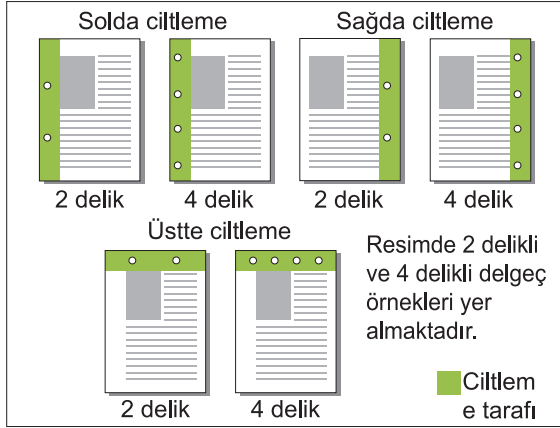 Solda ciltleme
Sağda ciltleme
2 delik
4 delik
2 delik
4 delik
Üstte ciltleme
2 delik
4 delik
Resimde 2 delikli
ve 4 delikli delgeç
örnekleri yer
almaktadır.
Ciltlem
e tarafı